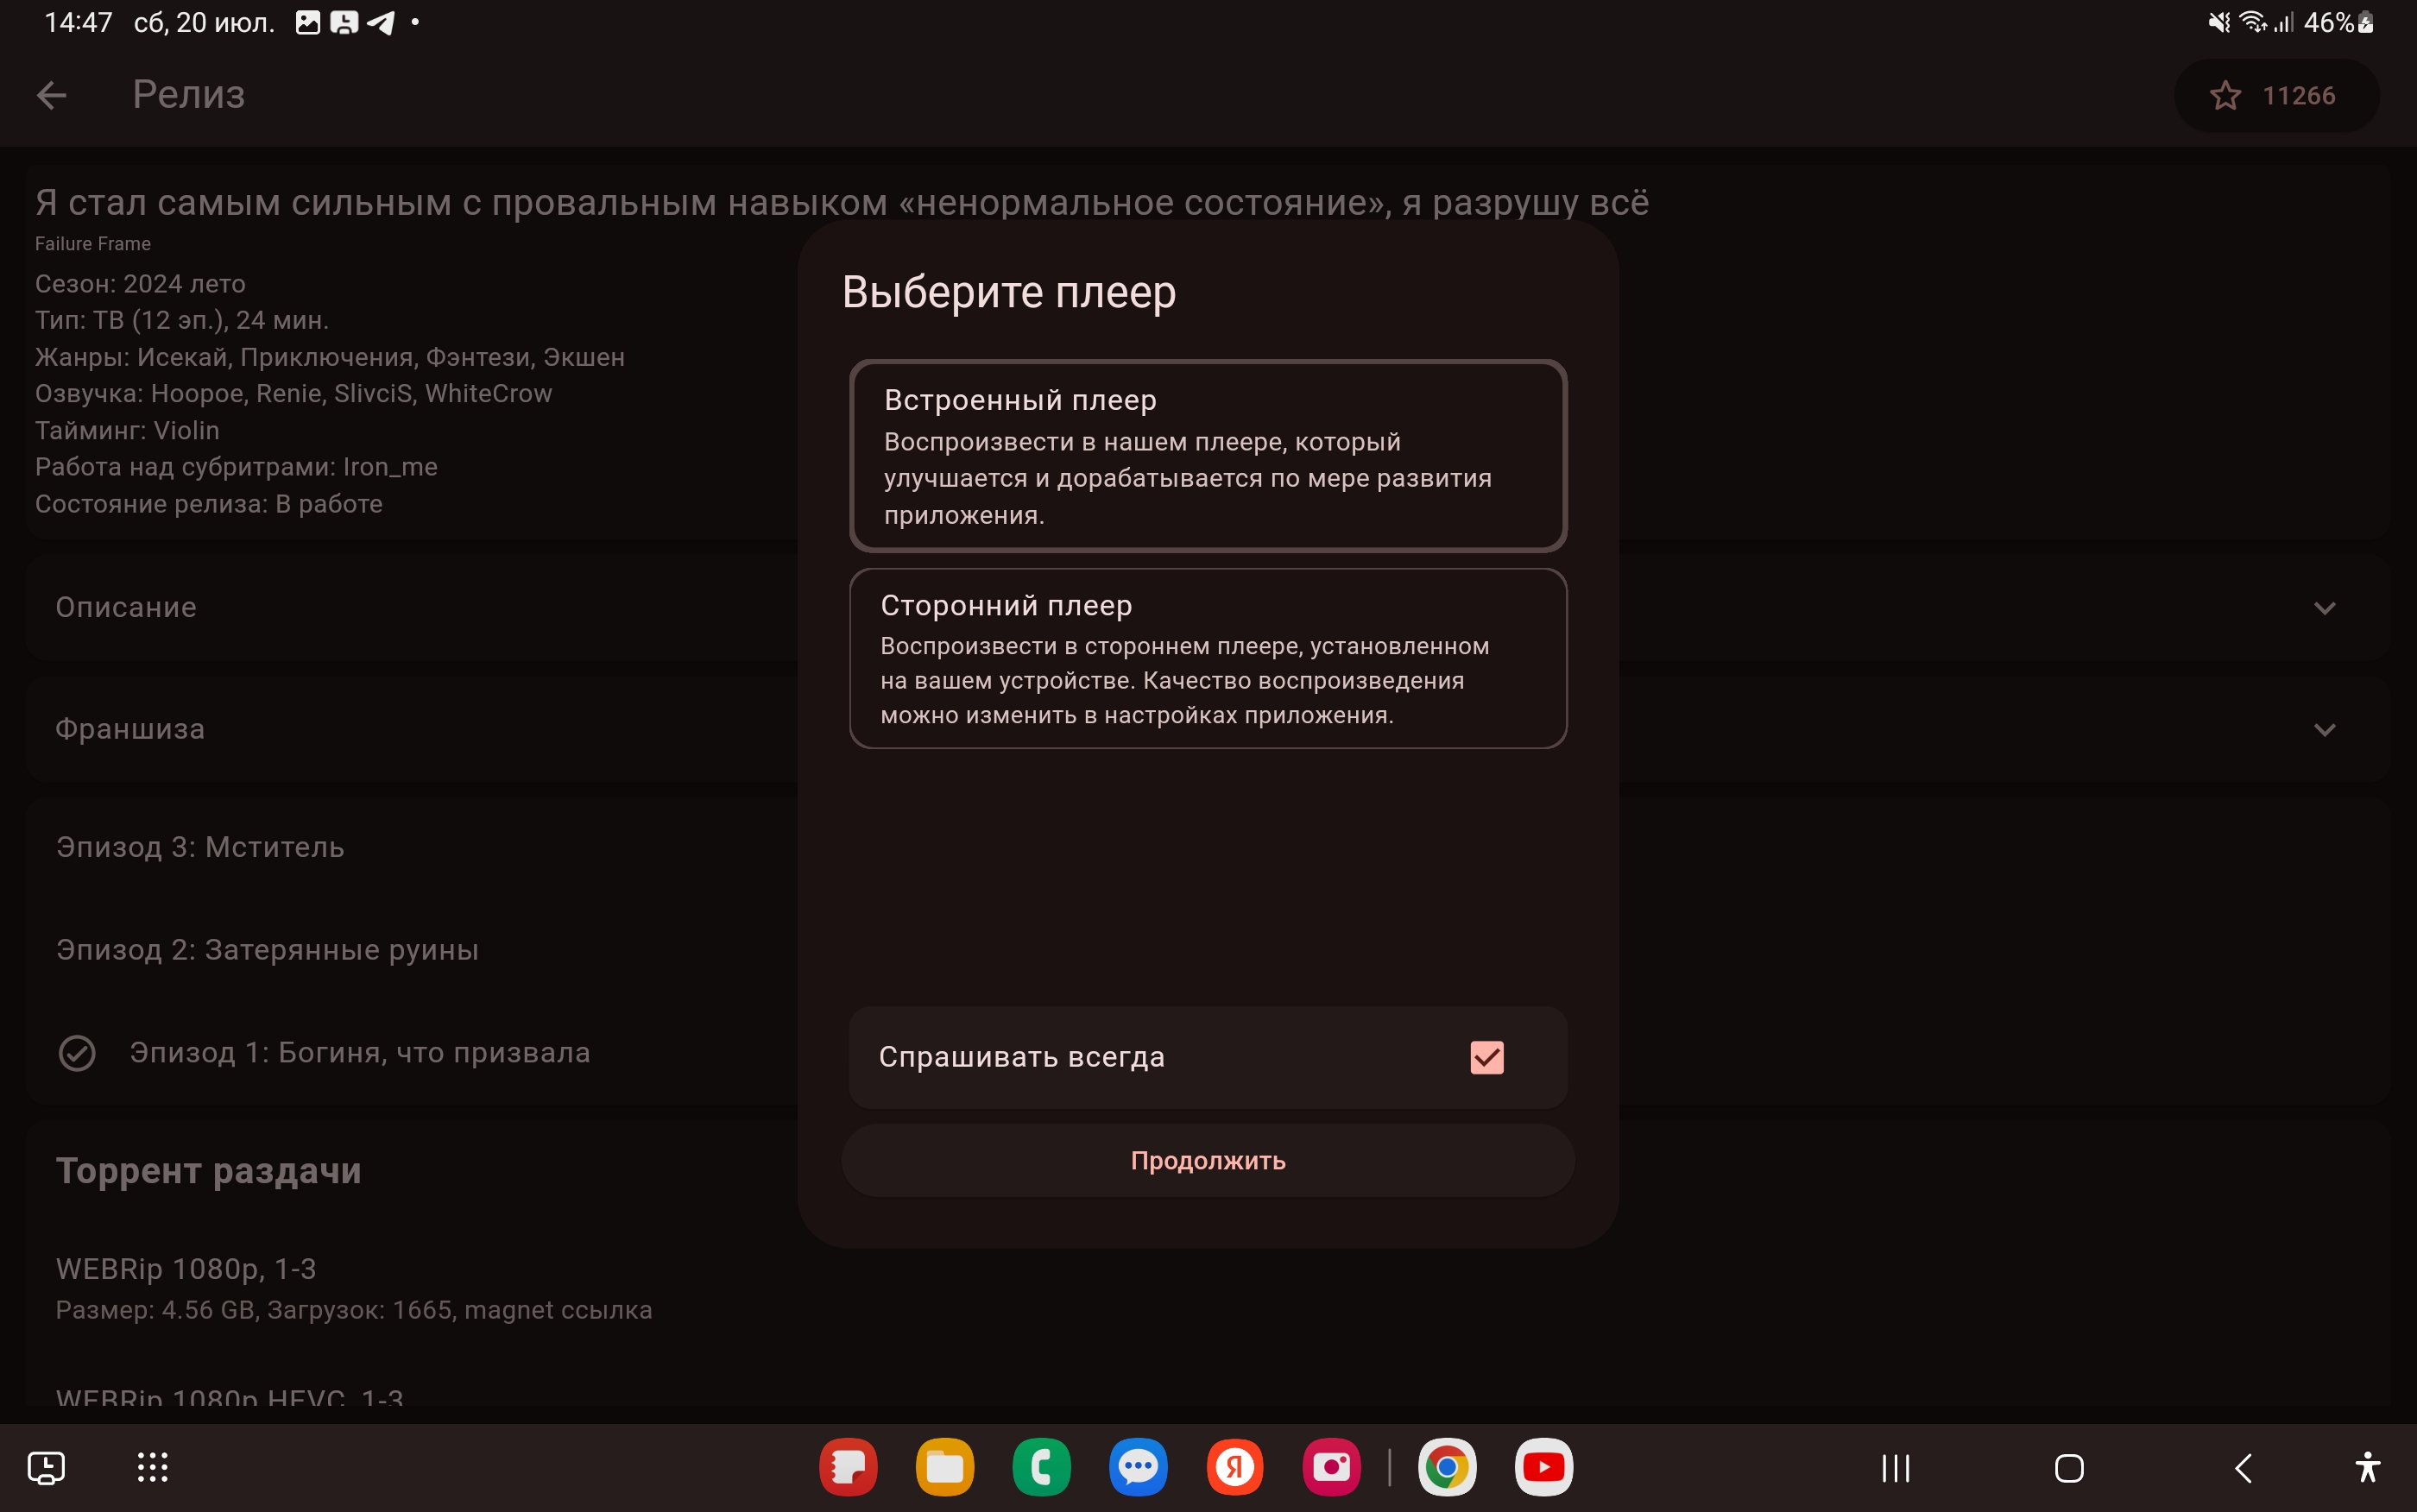 14:47 сб, 20 июл.
46%
Релиз
11266
Я стал самым сильным с провальным навыком «ненормальное состояние», я разрушу всё
Failure Frame
Сезон: 2024 лето
Тип: ТВ (12 эп.), 24 мин.
Жанры: Исекай, Приключения, Фэнтези, Экшен
Озвучка: Hoopoe, Renie, SlivciS, WhiteCrow
Тайминг: Violin
Работа над субритрами: Iron_me
Состояние релиза: В работе
Описание
Франшиза
Эпизод 3: Мститель
Эпизод 2: Затерянные руины
Эпизод 1: Богиня, что призвала
Торрент раздачи
WEBRip 1080p, 1-3
Размер: 4.56 GB, Загрузок: 1665, magnet ссылка
WEBRip 1080p HEVC, 1-3
Выберите плеер
Встроенный плеер
Воспроизвести в нашем плеере, который
улучшается и дорабатывается по мере развития
приложения.
Сторонний плеер
Воспроизвести в стороннем плеере, установленном
на вашем устройстве. Качество воспроизведения
можно изменить в настройках приложения.
Спрашивать всегда
Продолжить
Я